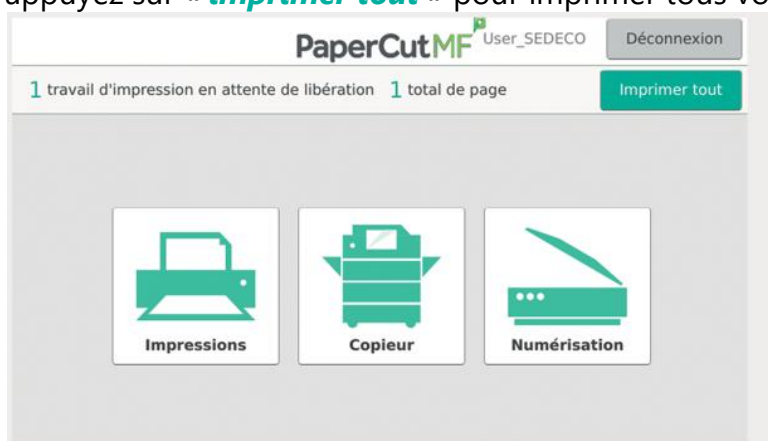 appuyez sur « imprimer tout » pour imprimer tous vo
PaperCutMF User_SEDECO Déconnexion
1 travail d'impression en attente de libération 1 total de page Imprimer tout
Impressions Copieur Numérisation